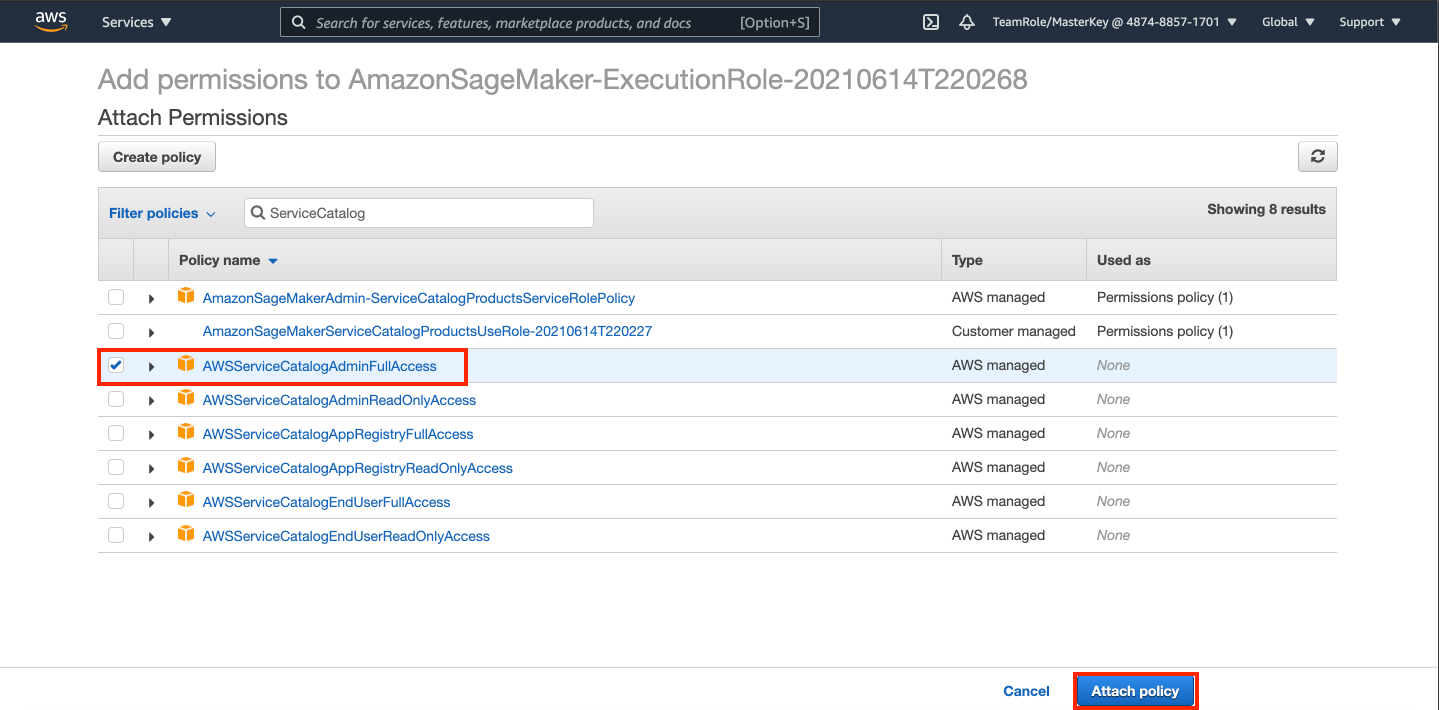 aws Services Search for services, features, marketplace products, and docs [Option+S] TeamRole/MasterKey @ 4874-8857-1701 Global Support
Add permissions to AmazonSageMaker-ExecutionRole-20210614T220268
Attach Permissions
Create policy
Filter policies ServiceCatalog Showing 8 results
Policy name Type Used as
AmazonSageMakerAdmin-ServiceCatalogProductsServiceRolePolicy AWS managed Permissions policy (1)
AmazonSageMakerServiceCatalogProductsUseRole-20210614T220227 Customer managed Permissions policy (1)
AWSServiceCatalogAdminFullAccess AWS managed None
AWSServiceCatalogAdminReadOnlyAccess AWS managed None
AWSServiceCatalogAppRegistryFullAccess AWS managed None
AWSServiceCatalogAppRegistryReadOnlyAccess AWS managed None
AWSServiceCatalogEndUserFullAccess AWS managed None
AWSServiceCatalogEndUserReadOnlyAccess AWS managed None
Cancel Attach policy